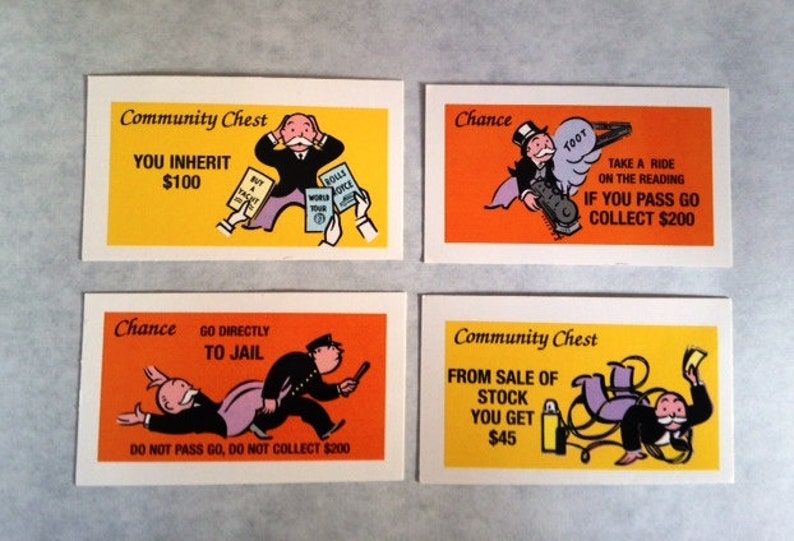 Community Chest
YOU INHERIT
$100
BUY
A
YACHT
WORLD
TOUR
ROLLS
ROYCE
Chance
TOOT
TAKE A RIDE
ON THE READING
IF YOU PASS GO
COLLECT $200
Chance
GO DIRECTLY
TO JAIL
DO NOT PASS GO, DO NOT COLLECT $200
Community Chest
FROM SALE OF
STOCK
YOU GET
$45